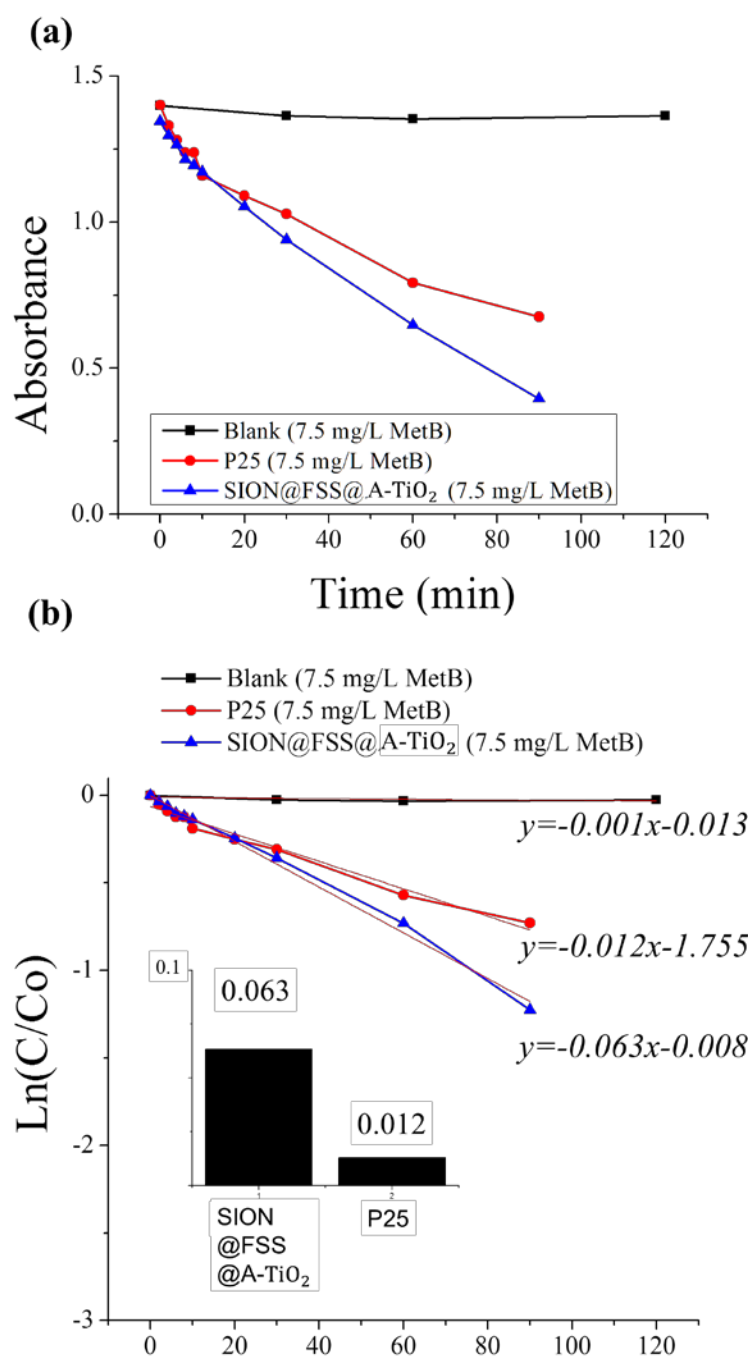 (a)
1.5
1.0
0.5
0.0
Absorbance
Blank (7.5 mg/L MetB)
P25 (7.5 mg/L MetB)
SION@FSS@A-TiO₂ (7.5 mg/L MetB)
0 20 40 60 80 100 120
Time (min)
(b)
Blank (7.5 mg/L MetB)
P25 (7.5 mg/L MetB)
SION@FSS@A-TiO₂ (7.5 mg/L MetB)
0
-1
-2
-3
Ln(C/Co)
y=-0.001x-0.013
y=-0.012x-1.755
y=-0.063x-0.008
0.1
0.063
0.012
1 2
SION
@FSS
@A-TiO₂
P25
0 20 40 60 80 100 120